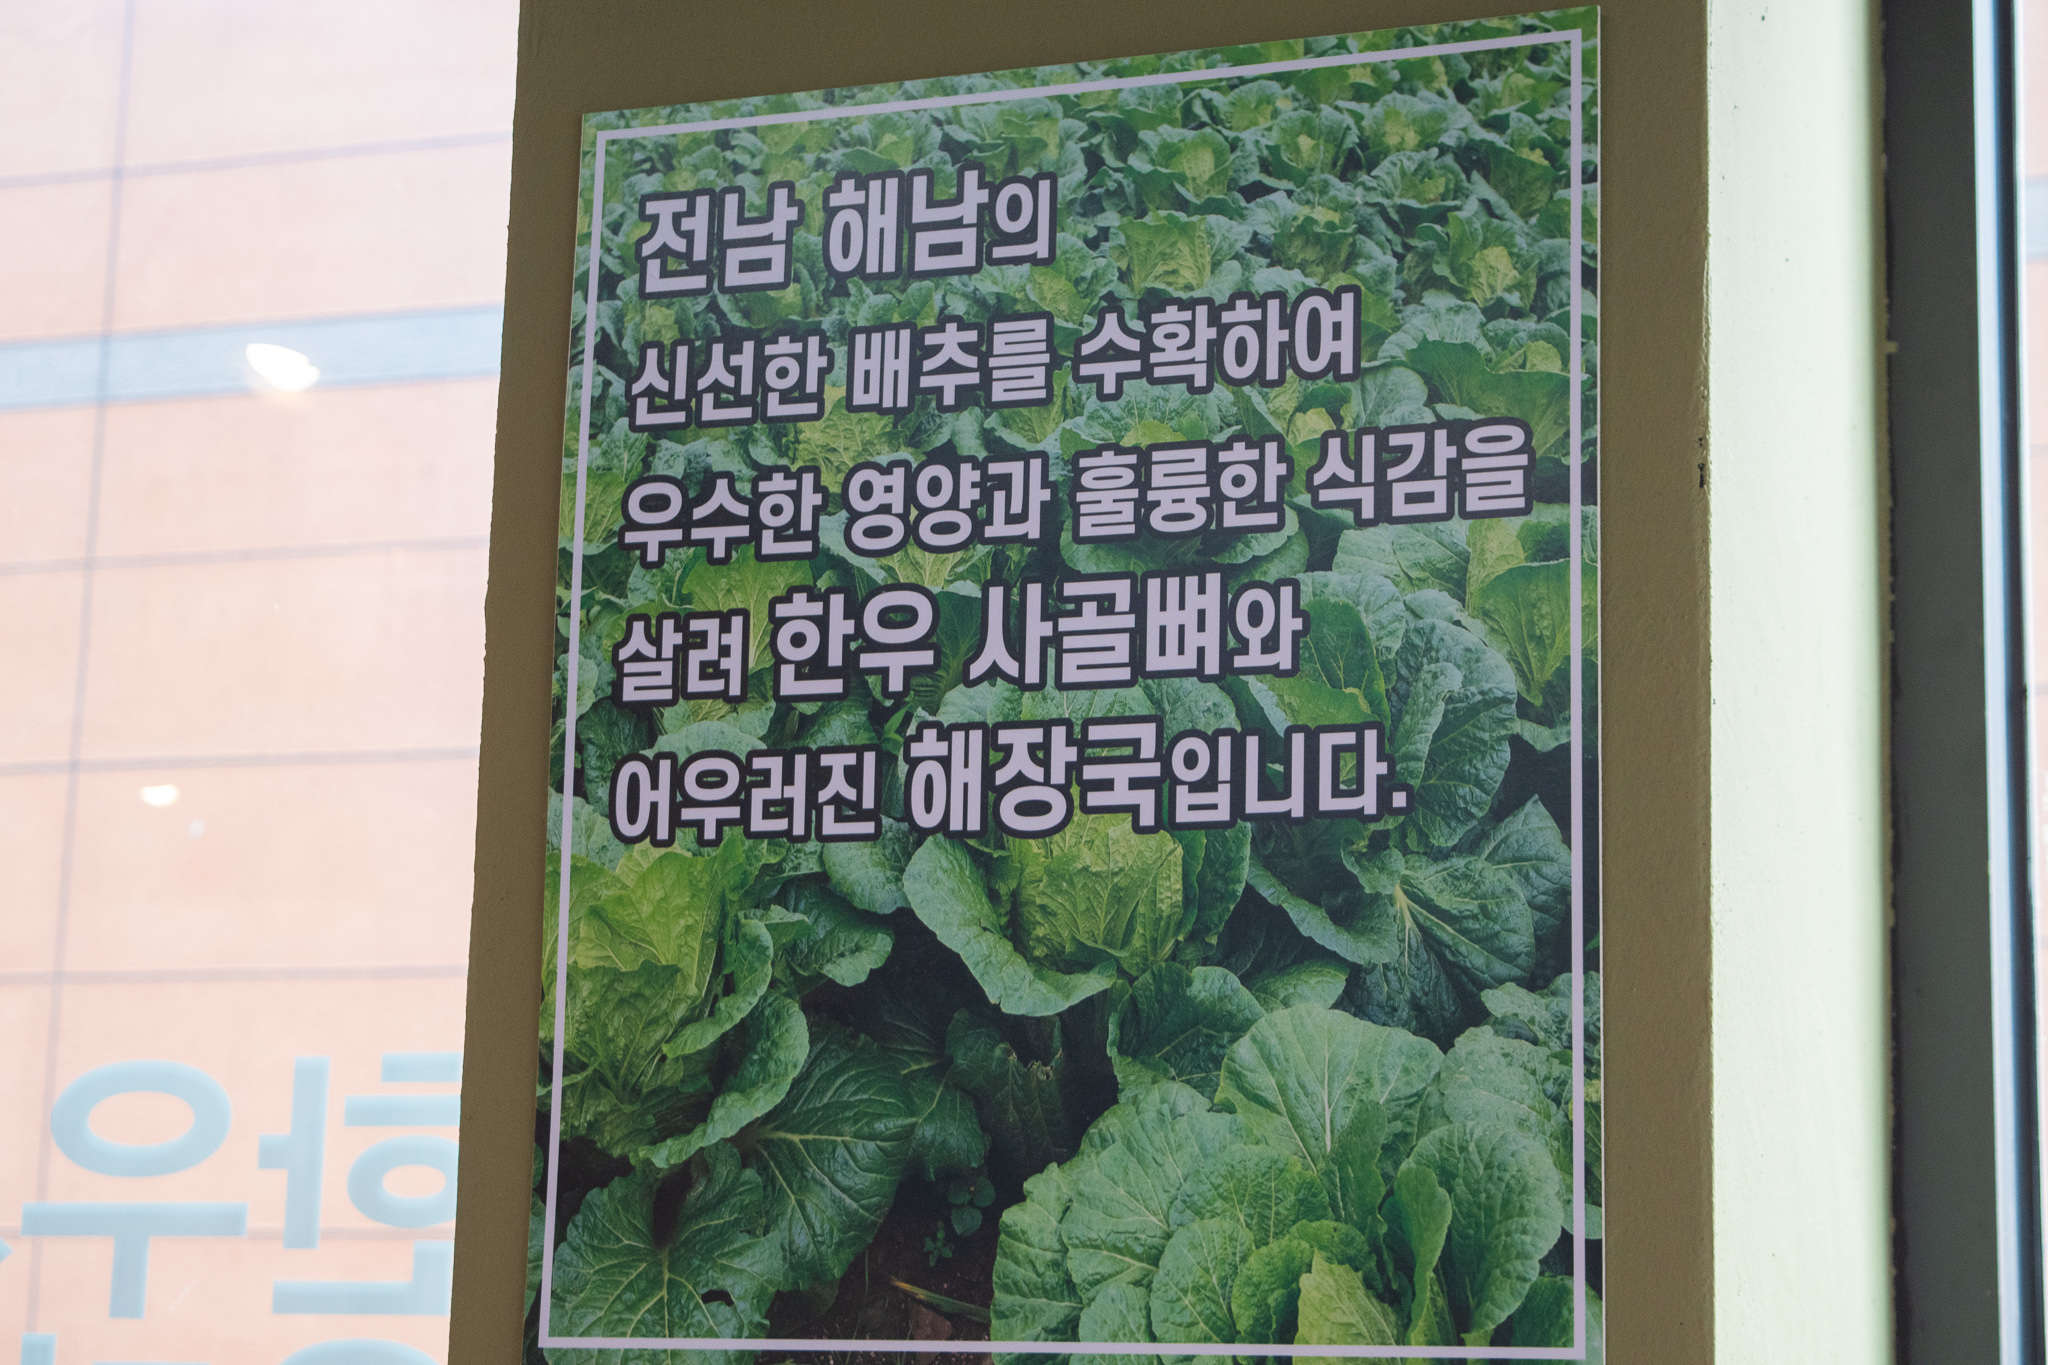 전남 해남의
신선한 배추를 수확하여
우수한 영양과 훌륭한 식감을
살려 한우 사골뼈와
어우러진 해장국입니다.
한우